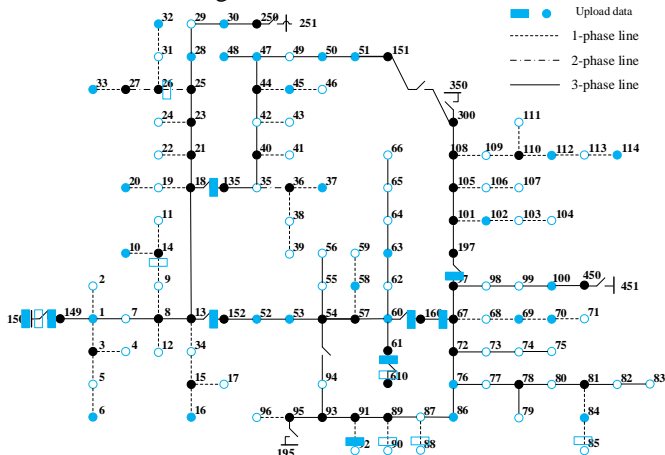 32 29 30 250 251
Upload data
1-phase line
2-phase line
3-phase line
31 28 48 47 49 50 51 151
33 27 26 25 44 45 46 350
24 23 42 43 300 111
22 21 40 41 66 108 109 110 112 113 114
20 19 18 135 35 36 37 65 105 106 107
11 38 64 101 102 103 104
10 14 39 56 59 63 197
9 55 58 62 97 98 99 100 450 451
2
149 1 7 8 13 152 52 53 54 57 60 160 67 68 69 70 71
3 4 12 34 61 72 73 74 75
5 15 17 94 610 76 77 78 80 81 82 83
6 16 96 95 93 91 89 87 86 79 84
195 92 90 88 85